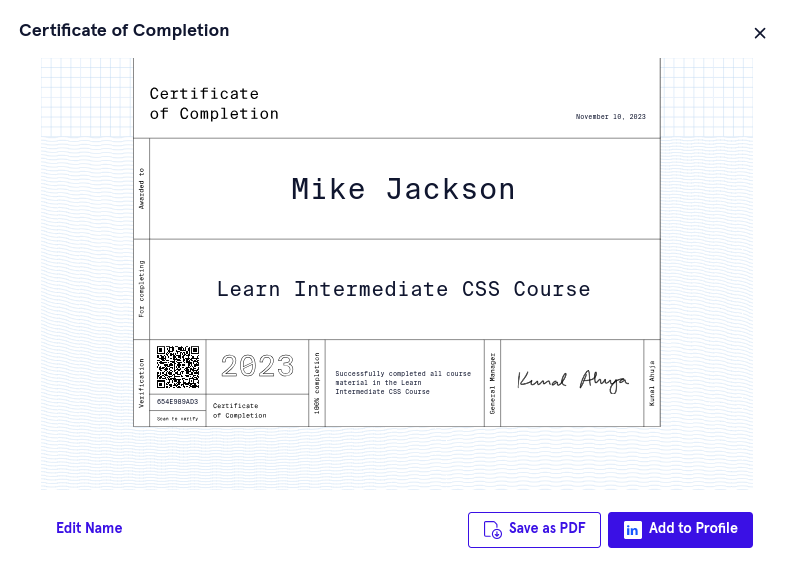 Certificate of Completion
Certificate
of Completion
November 10, 2023
Awarded to
Mike Jackson
For completing
Learn Intermediate CSS Course
Verification
654E9B9AD3
Scan to verify
2023
Certificate
of Completion
100% completion
Successfully completed all course
material in the Learn
Intermediate CSS Course
General Manager
Kunal Ahuja
Kunal Ahuja
Edit Name
Save as PDF
in Add to Profile